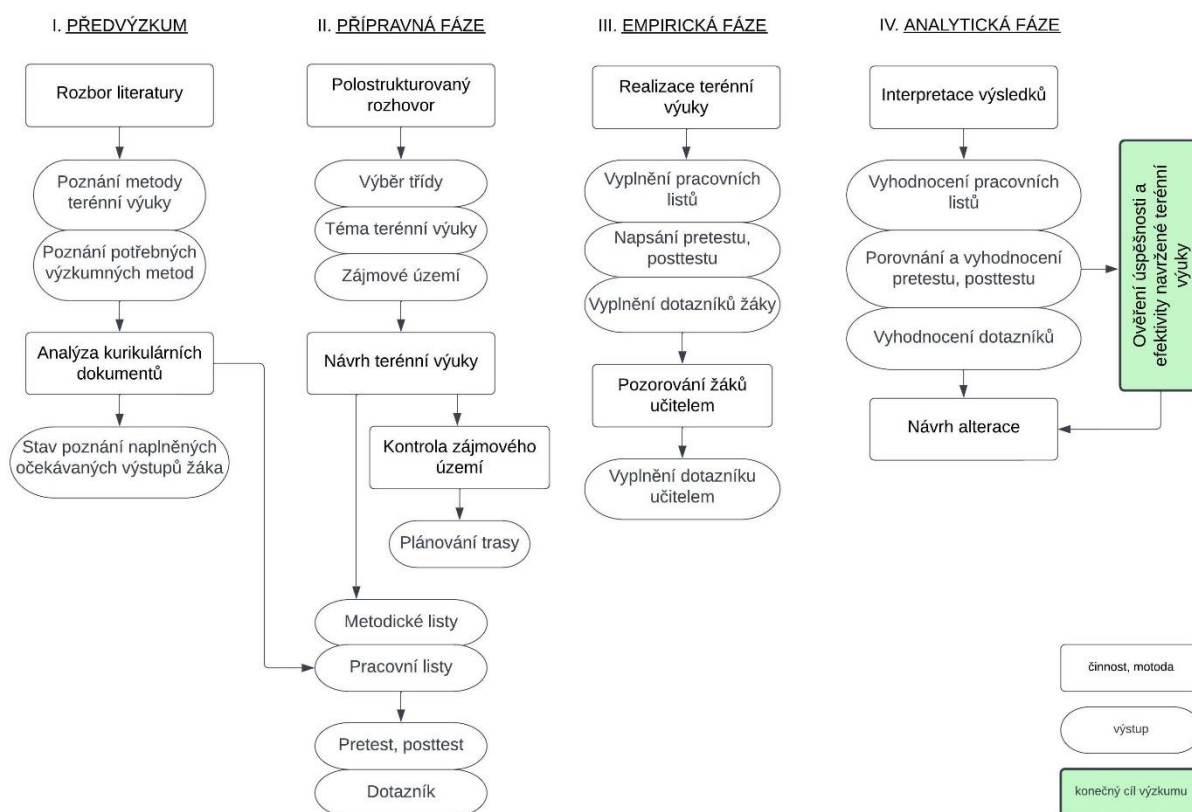 I. PŘEDVÝZKUM
Rozbor literatury
Poznání metody
terénní výuky
Poznání potřebných
výzkumných metod
Analýza kurikulárních
dokumentů
Stav poznání naplněných
očekávaných výstupů žáka
II. PŘÍPRAVNÁ FÁZE
Polostrukturovaný
rozhovor
Výběr třídy
Téma terénní výuky
Zájmové území
Návrh terénní výuky
Kontrola zájmového
území
Plánování trasy
Metodické listy
Pracovní listy
Pretest, posttest
Dotazník
III. EMPIRICKÁ FÁZE
Realizace terénní
výuky
Vyplnění pracovních
listů
Napsání pretestu,
posttestu
Vyplnění dotazníků žáky
Pozorování žáků
učitelem
Vyplnění dotazníku
učitelem
IV. ANALYTICKÁ FÁZE
Interpretace výsledků
Vyhodnocení pracovních
listů
Porovnání a vyhodnocení
pretestu, posttestu
Vyhodnocení dotazníků
Návrh alterace
Ověření úspěšnosti a
efektivity navržené terénní
výuky
činnost, motoda
výstup
konečný cíl výzkumu